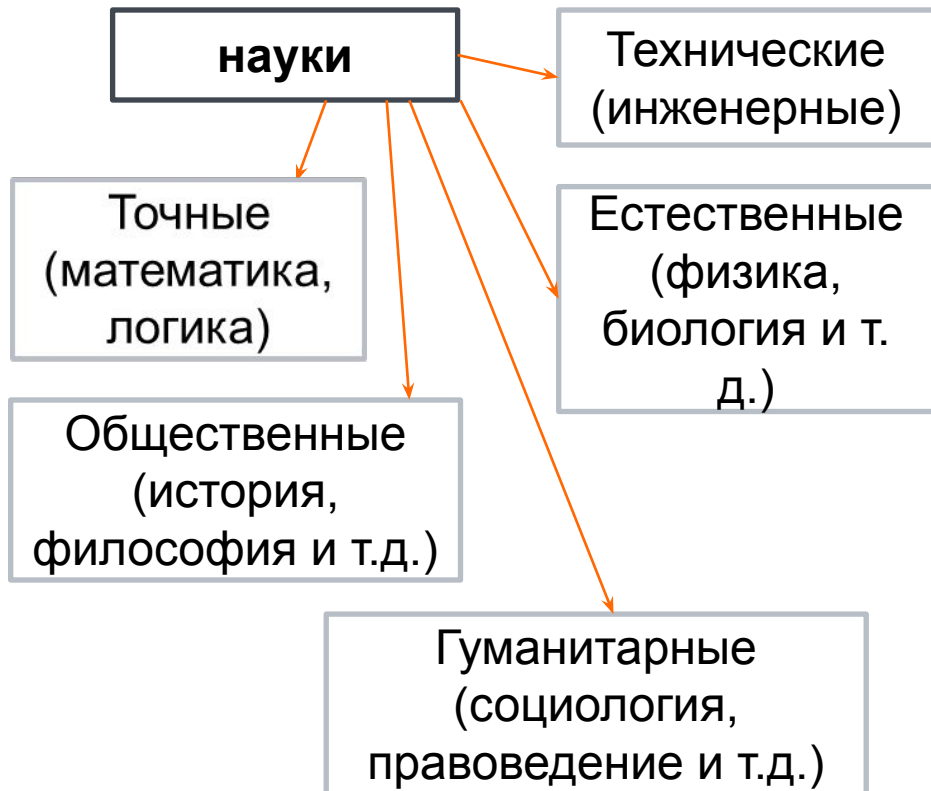 науки
Технические
(инженерные)
Точные
(математика,
логика)
Естественные
(физика,
биология и т.
д.)
Общественные
(история,
философия и т.д.)
Гуманитарные
(социология,
правоведение и т.д.)